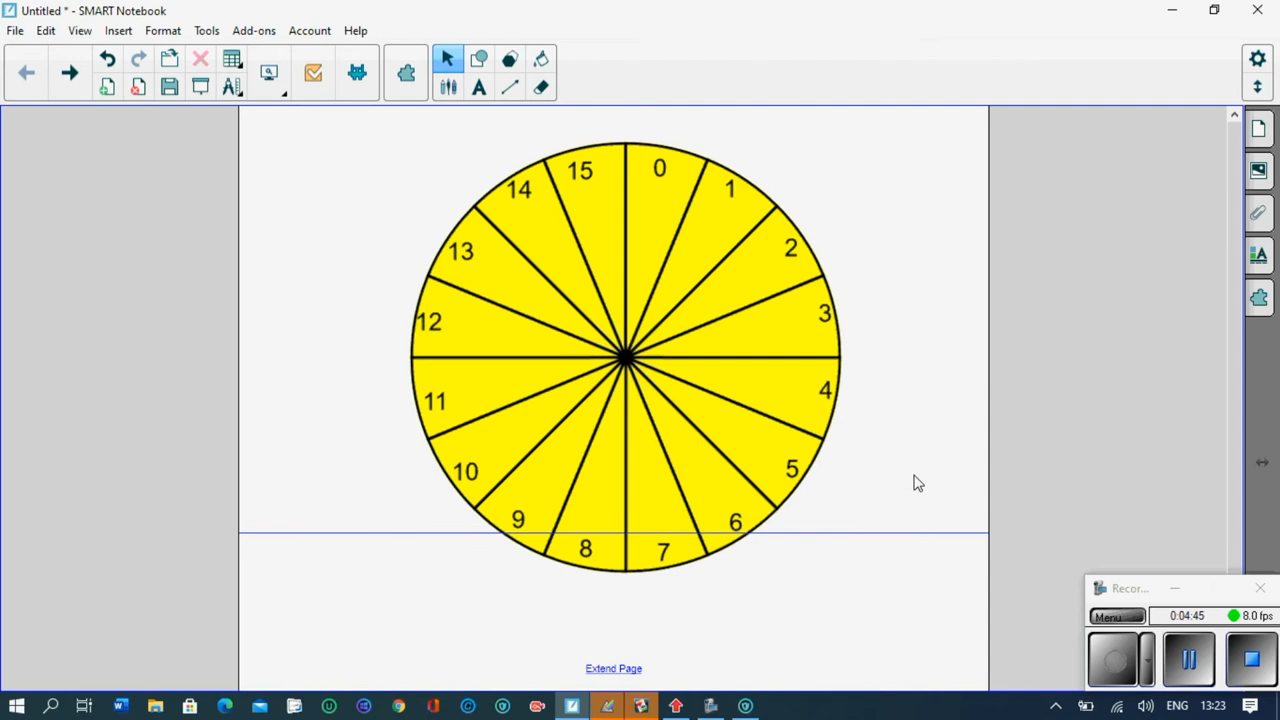 Untitled * - SMART Notebook
File Edit View Insert Format Tools Add-ons Account Help
15 0
14 1
13 2
12 3
11 4
10 5
9 6
8 7
Extend Page
Recor...
Menu 0:04:45 8.0 fps
ENG 13:23